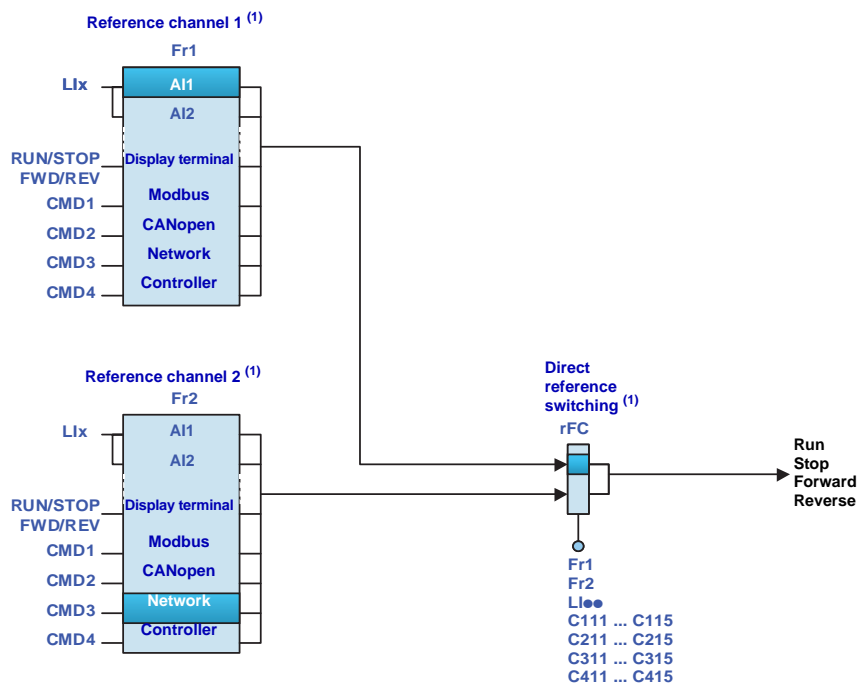 Reference channel 1 (1)
Fr1
LIx
AI1
AI2
RUN/STOP
FWD/REV
Display terminal
CMD1
Modbus
CMD2
CANopen
CMD3
Network
CMD4
Controller
Reference channel 2 (1)
Fr2
LIx
AI1
AI2
RUN/STOP
FWD/REV
Display terminal
CMD1
Modbus
CMD2
CANopen
CMD3
Network
CMD4
Controller
Direct
reference
switching (1)
rFC
Run
Stop
Forward
Reverse
Fr1
Fr2
LI●●
C111 ... C115
C211 ... C215
C311 ... C315
C411 ... C415